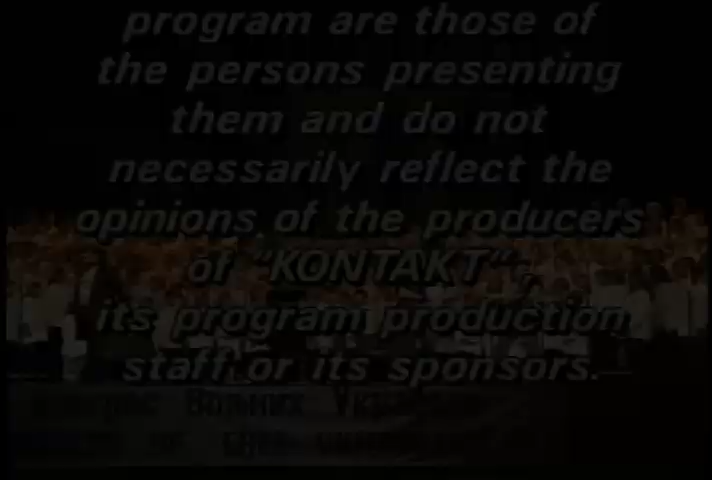 program are those of
the persons presenting
them and do not
necessarily reflect the
opinions of the producers
of "KONTAKT",
its program production
staff or its sponsors.
Вольних